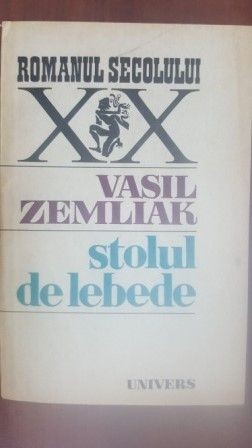 ROMANUL SECOLULUI
XX
VASIL
ZEMLIAK
stolul
de lebede
UNIVERS